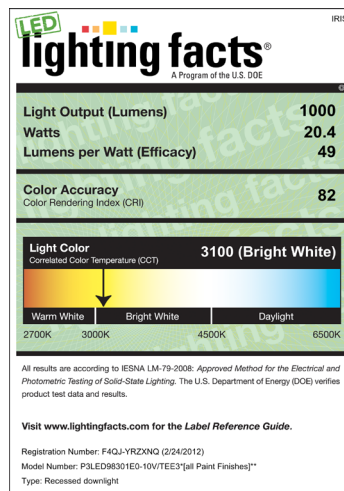 LED
IRIS
lighting facts®
A Program of the U.S. DOE
Light Output (Lumens) 1000
Watts 20.4
Lumens per Watt (Efficacy) 49
Color Accuracy 82
Color Rendering Index (CRI)
Light Color 3100 (Bright White)
Correlated Color Temperature (CCT)
Warm White Bright White Daylight
2700K 3000K 4500K 6500K
All results are according to IESNA LM-79-2008: Approved Method for the Electrical and
Photometric Testing of Solid-State Lighting. The U.S. Department of Energy (DOE) verifies
product test data and results.
Visit www.lightingfacts.com for the Label Reference Guide.
Registration Number: F4QJ-YRZXNQ (2/24/2012)
Model Number: P3LED98301E0-10V/TEE3*[all Paint Finishes]**
Type: Recessed downlight